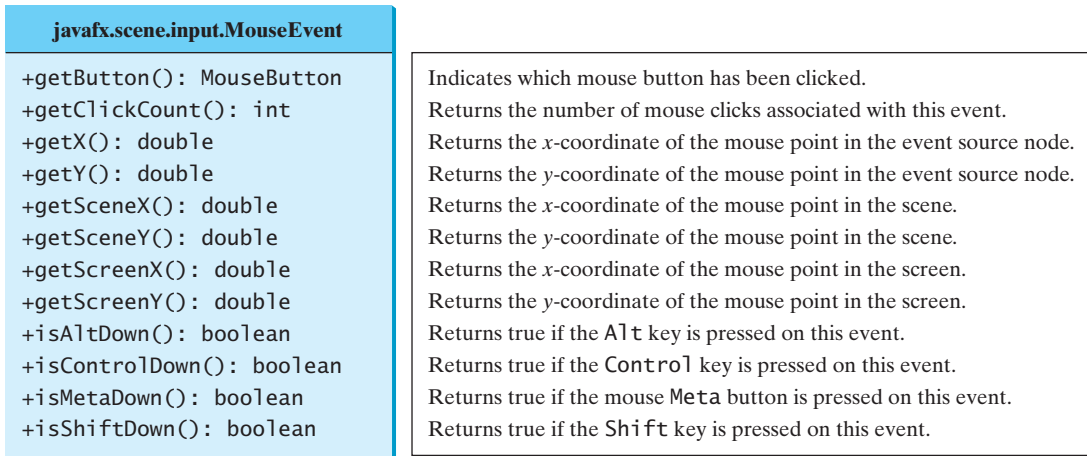 javafx.scene.input.MouseEvent
+getButton(): MouseButton
Indicates which mouse button has been clicked.
+getClickCount(): int
Returns the number of mouse clicks associated with this event.
+getX(): double
Returns the x-coordinate of the mouse point in the event source node.
+getY(): double
Returns the y-coordinate of the mouse point in the event source node.
+getSceneX(): double
Returns the x-coordinate of the mouse point in the scene.
+getSceneY(): double
Returns the y-coordinate of the mouse point in the scene.
+getScreenX(): double
Returns the x-coordinate of the mouse point in the screen.
+getScreenY(): double
Returns the y-coordinate of the mouse point in the screen.
+isAltDown(): boolean
Returns true if the Alt key is pressed on this event.
+isControlDown(): boolean
Returns true if the Control key is pressed on this event.
+isMetaDown(): boolean
Returns true if the mouse Meta button is pressed on this event.
+isShiftDown(): boolean
Returns true if the Shift key is pressed on this event.